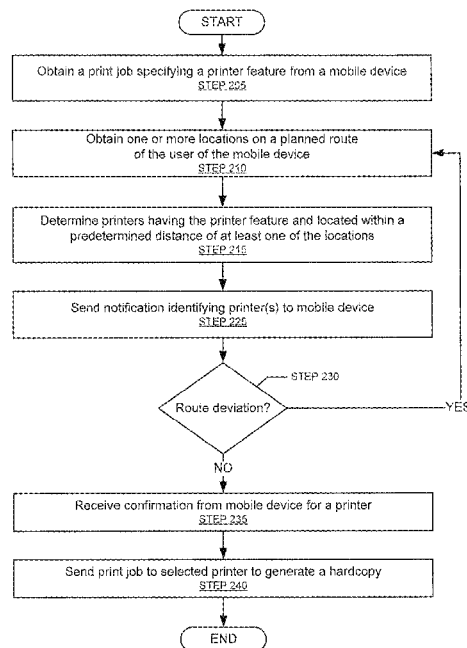 START
Obtain a print job specifying a printer feature from a mobile device
STEP 205
Obtain one or more locations on a planned route
of the user of the mobile device
STEP 210
Determine printers having the printer feature and located within a
predetermined distance of at least one of the locations
STEP 215
Send notification identifying printer(s) to mobile device
STEP 225
STEP 230
Route deviation?
YES
NO
Receive confirmation from mobile device for a printer
STEP 235
Send print job to selected printer to generate a hardcopy
STEP 240
END